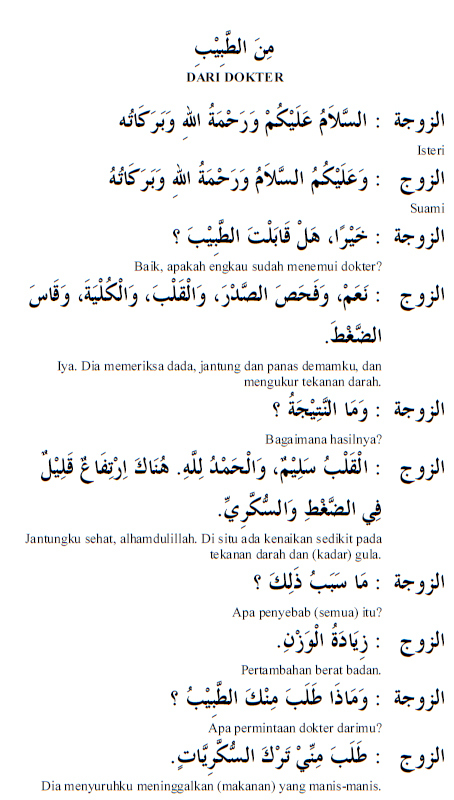 مِنَ الطَّبِيْبِ
DARI DOKTER
الزوجة : السَّلاَمُ عَلَيْكُمْ وَرَحْمَةُ اللهِ وَبَرَكَاتُه
Isteri
الزوج : وَعَلَيْكُمُ السَّلاَمُ وَرَحْمَةُ اللهِ وَبَرَكَاتُهُ
Suami
الزوجة : خَيْرًا، هَلْ قَابَلْتَ الطَّبِيْبَ ؟
Baik, apakah engkau sudah menemui dokter?
الزوج : نَعَمْ، وَفَحَصَ الصَّدْرَ، وَالْقَلْبَ، وَالْكُلْيَةَ، وَقَاسَ
الضَّغْطَ.
Iya. Dia memeriksa dada, jantung dan panas demamku, dan
mengukur tekanan darah.
الزوجة : وَمَا النَّتِيْجَةُ ؟
Bagaimana hasilnya?
الزوج : الْقَلْبُ سَلِيْمٌ، وَالْحَمْدُ لِلَّهِ. هُنَاكَ اِرْتِفَاعٌ قَلِيْلٌ
فِي الضَّغْطِ وَالسُّكَّرِيِّ.
Jantungku sehat, alhamdulillah. Di situ ada kenaikan sedikit pada
tekanan darah dan (kadar) gula.
الزوجة : مَا سَبَبُ ذَلِكَ ؟
Apa penyebab (semua) itu?
الزوج : زِيَادَةُ الْوَزْنِ.
Pertambahan berat badan.
الزوجة : وَمَاذَا طَلَبَ مِنْكَ الطَّبِيْبُ ؟
Apa permintaan dokter darimu?
الزوج : طَلَبَ مِنِّيْ تَرْكَ السُّكَّرِيَّاتِ.
Dia menyuruhku meninggalkan (makanan) yang manis-manis.